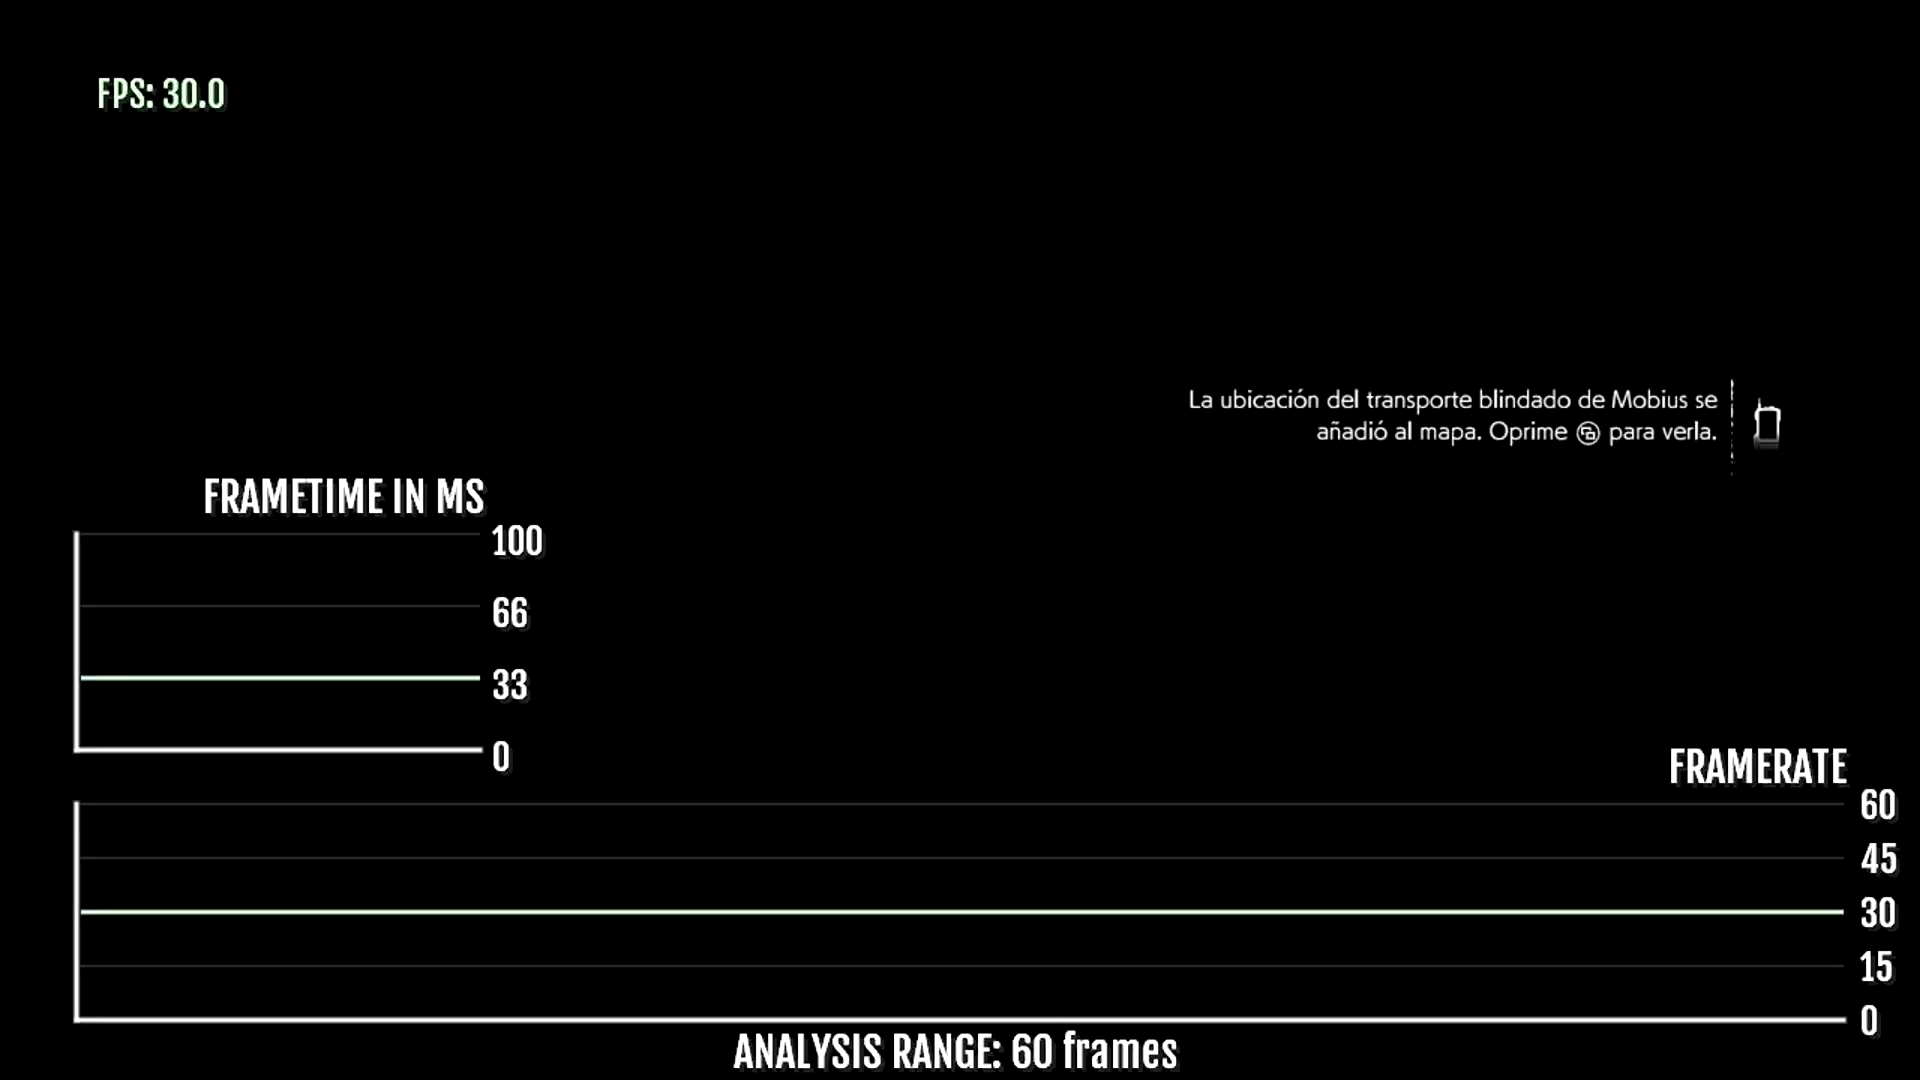 FPS: 30.0
La ubicación del transporte blindado de Mobius se
añadió al mapa. Oprime para verla.
FRAMETIME IN MS
100
66
33
0
FRAMERATE
60
45
30
15
0
ANALYSIS RANGE: 60 frames